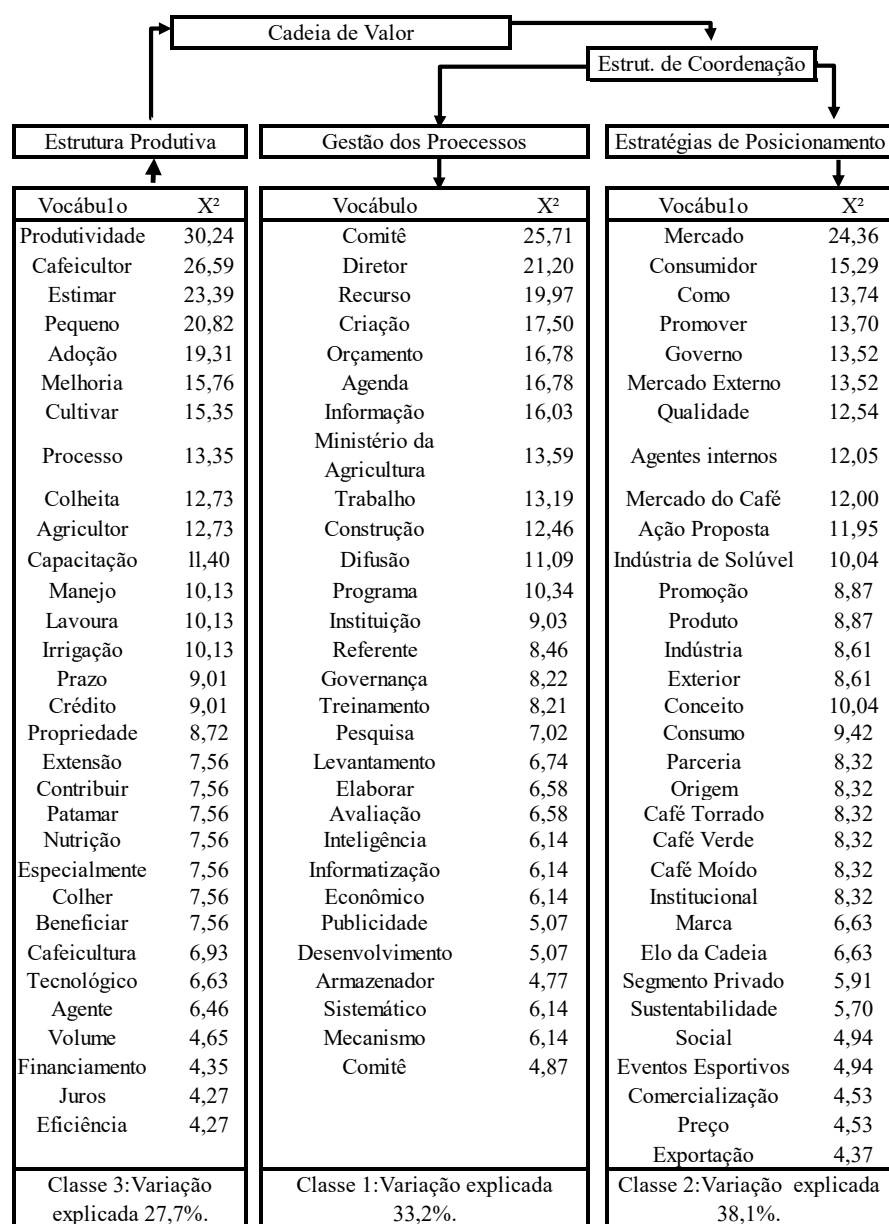 Cadeia de Valor
Estrut. de Coordenação
Estrutura Produtiva
Gestão dos Proecessos
Estratégias de Posicionamento
Vocábu1o X²
Produtividade 30,24
Cafeicultor 26,59
Estimar 23,39
Pequeno 20,82
Adoção 19,31
Melhoria 15,76
Cultivar 15,35
Processo 13,35
Colheita 12,73
Agricultor 12,73
Capacitação ll,40
Manejo 10,13
Lavoura 10,13
Irrigação 10,13
Prazo 9,01
Crédito 9,01
Propriedade 8,72
Extensão 7,56
Contribuir 7,56
Patamar 7,56
Nutrição 7,56
Especialmente 7,56
Colher 7,56
Beneficiar 7,56
Cafeicultura 6,93
Tecnológico 6,63
Agente 6,46
Volume 4,65
Financiamento 4,35
Juros 4,27
Eficiência 4,27
Classe 3:Variação
explicada 27,7%.
Vocábulo X²
Comitê 25,71
Diretor 21,20
Recurso 19,97
Criação 17,50
Orçamento 16,78
Agenda 16,78
Informação 16,03
Ministério da
Agricultura 13,59
Trabalho 13,19
Construção 12,46
Difusão 11,09
Programa 10,34
Instituição 9,03
Referente 8,46
Governança 8,22
Treinamento 8,21
Pesquisa 7,02
Levantamento 6,74
Elaborar 6,58
Avaliação 6,58
Inteligência 6,14
Informatização 6,14
Econômico 6,14
Publicidade 5,07
Desenvolvimento 5,07
Armazenador 4,77
Sistemático 6,14
Mecanismo 6,14
Comitê 4,87
Classe 1:Variação explicada
33,2%.
Vocábu1o X²
Mercado 24,36
Consumidor 15,29
Como 13,74
Promover 13,70
Governo 13,52
Mercado Externo 13,52
Qualidade 12,54
Agentes internos 12,05
Mercado do Café 12,00
Ação Proposta 11,95
Indústria de Solúvel 10,04
Promoção 8,87
Produto 8,87
Indústria 8,61
Exterior 8,61
Conceito 10,04
Consumo 9,42
Parceria 8,32
Origem 8,32
Café Torrado 8,32
Café Verde 8,32
Café Moído 8,32
Institucional 8,32
Marca 6,63
Elo da Cadeia 6,63
Segmento Privado 5,91
Sustentabilidade 5,70
Social 4,94
Eventos Esportivos 4,94
Comercialização 4,53
Preço 4,53
Exportação 4,37
Classe 2:Variação explicada
38,1%.